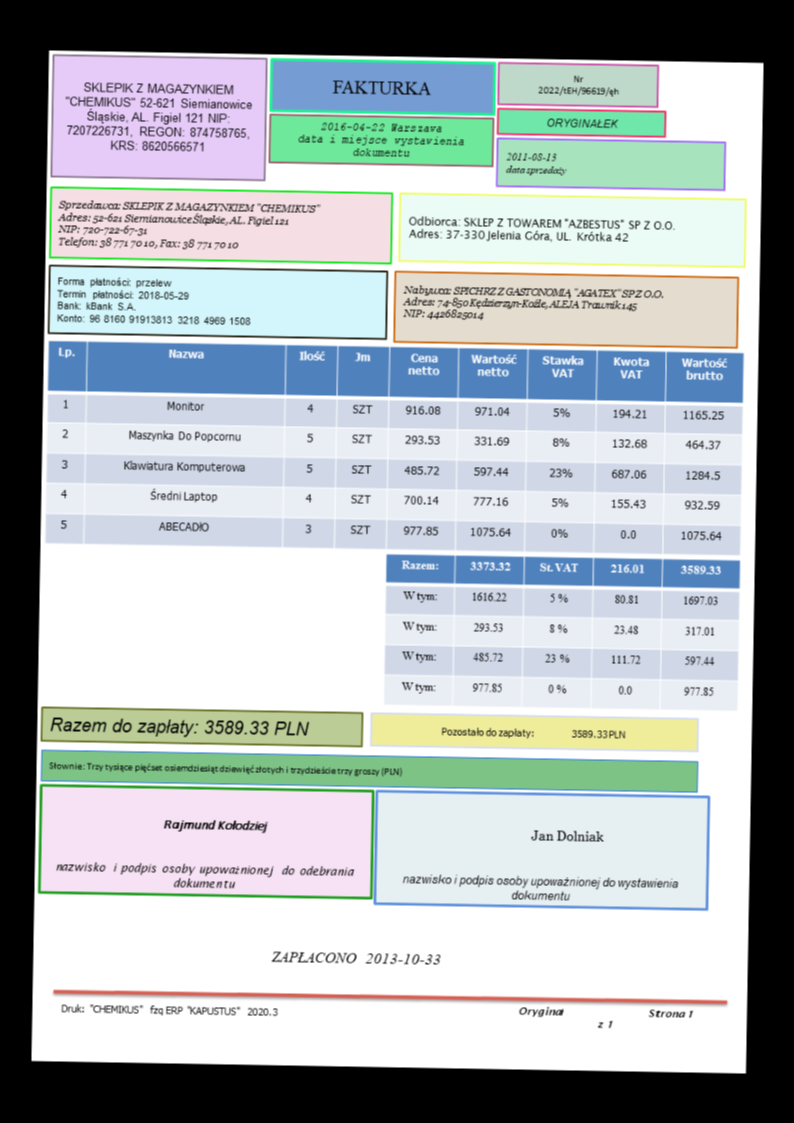 SKLEPIK Z MAGAZYNKIEM
"CHEMIKUS" 52-621 Siemianowice
Śląskie, AL. Figiel 121 NIP:
7207226731, REGON: 874758765,
KRS: 8620566571
FAKTURKA
2016-04-22 Warszawa
data i miejsce wystawienia
dokumentu
Nr
2022/tEH/96619/qh
ORYGINAŁEK
2011-08-13
data sprzedaży
Sprzedawca: SKLEPIK Z MAGAZYNKIEM "CHEMIKUS"
Adres: 52-621 Siemianowice Śląskie, AL. Figiel 121
NIP: 720-722-67-31
Telefon: 38 771 70 10, Fax: 38 771 70 10
Odbiorca: SKLEP Z TOWAREM "AZBESTUS" SP Z O.O.
Adres: 37-330 Jelenia Góra, UL. Krótka 42
Forma płatności: przelew
Termin płatności: 2018-05-29
Bank: kBank S.A.
Konto: 96 8160 91913813 3218 4969 1508
Nabywca: SPICHRZ Z GASTONOMIĄ "AGATEX" SP Z O.O.
Adres: 74-850 Kędzierzyn-Koźle, ALEJA Trawnik 145
NIP: 4426825014
Lp. Nazwa Ilość Jm Cena netto Wartość netto Stawka VAT Kwota VAT Wartość brutto
1 Monitor 4 SZT 916.08 971.04 5% 194.21 1165.25
2 Maszynka Do Popcornu 5 SZT 293.53 331.69 8% 132.68 464.37
3 Klawiatura Komputerowa 5 SZT 485.72 597.44 23% 687.06 1284.5
4 Średni Laptop 4 SZT 700.14 777.16 5% 155.43 932.59
5 ABECADŁO 3 SZT 977.85 1075.64 0% 0.0 1075.64
Razem: 3373.32 St. VAT 216.01 3589.33
W tym: 1616.22 5 % 80.81 1697.03
W tym: 293.53 8 % 23.48 317.01
W tym: 485.72 23 % 111.72 597.44
W tym: 977.85 0 % 0.0 977.85
Razem do zapłaty: 3589.33 PLN
Pozostało do zapłaty: 3589.33 PLN
Słownie: Trzy tysiące pięćset osiemdziesiąt dziewięć złotych i trzydzieście trzy groszy (PLN)
Rajmund Kołodziej
nazwisko i podpis osoby upoważnionej do odebrania
dokumentu
Jan Dolniak
nazwisko i podpis osoby upoważnionej do wystawienia
dokumentu
ZAPŁACONO 2013-10-33
Druk: "CHEMIKUS" fzq ERP "KAPUSTUS" 2020.3
Oryginał Strona 1
z 1